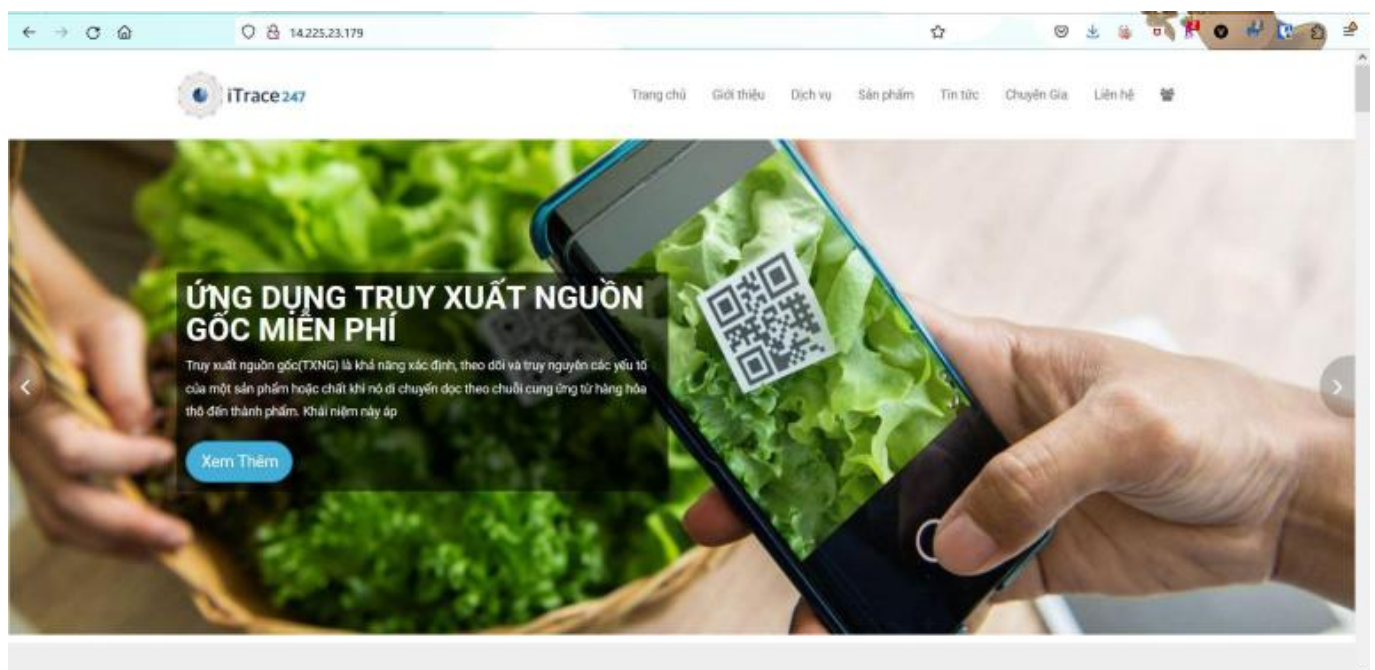 14.225.23.179
iTrace247
Trang chủ Giới thiệu Dịch vụ Sản phẩm Tin tức Chuyên Gia Liên hệ
ỨNG DỤNG TRUY XUẤT NGUỒN
GỐC MIỄN PHÍ
Truy xuất nguồn gốc(TXNG) là khả năng xác định, theo dõi và truy nguyên các yếu tố
của một sản phẩm hoặc chất khi nó di chuyển dọc theo chuỗi cung ứng từ hàng hóa
thô đến thành phẩm. Khái niệm này áp
Xem Thêm